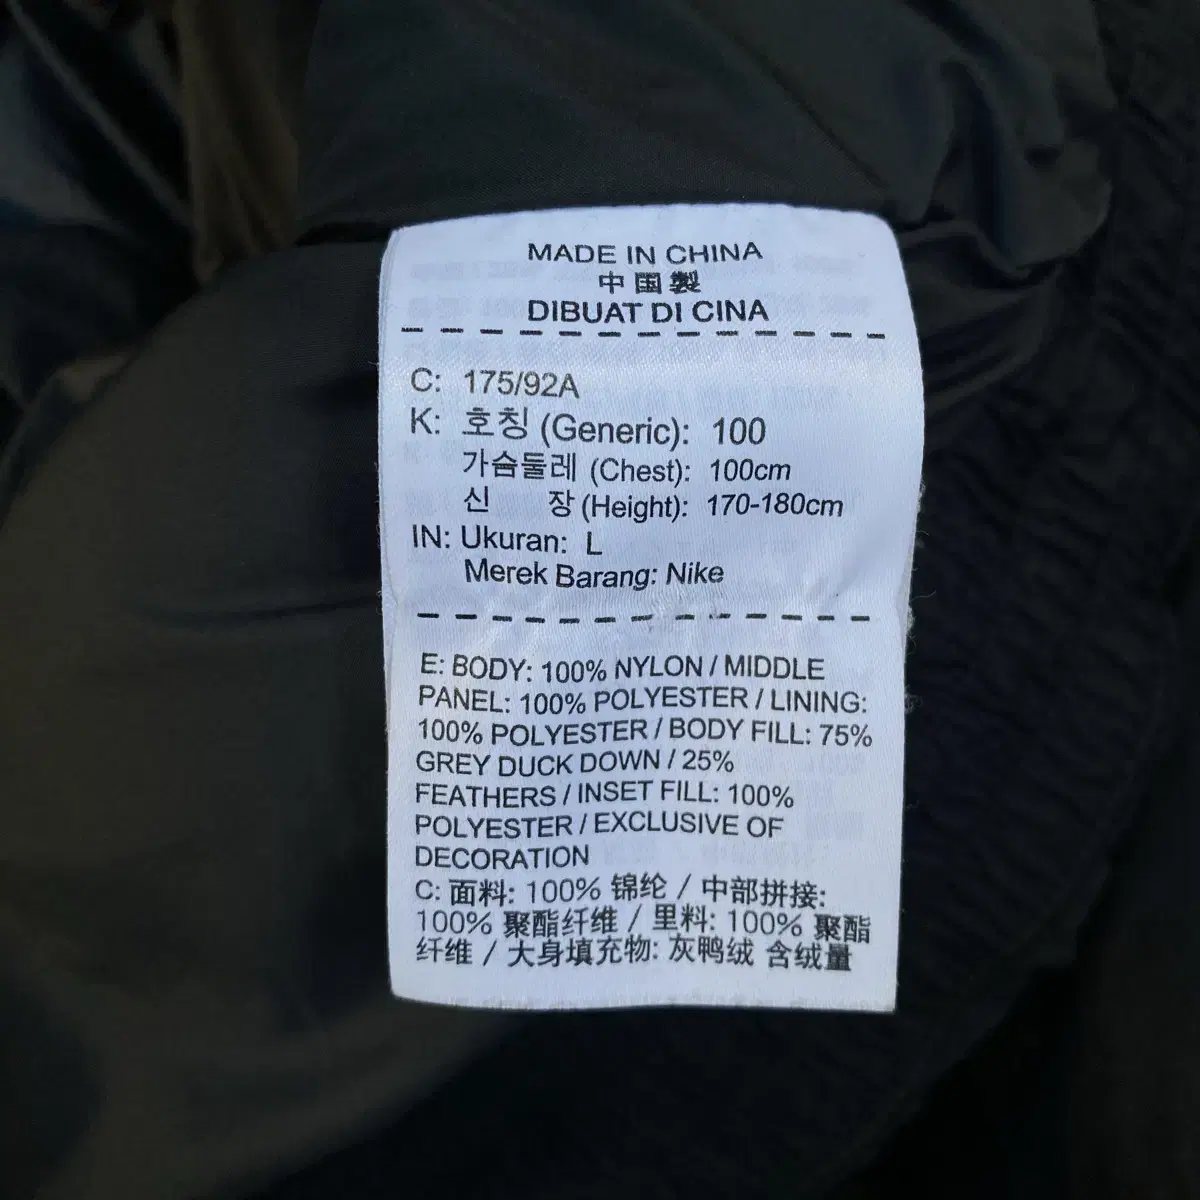 MADE IN CHINA
中国製
DIBUAT DI CINA
C: 175/92A
K: 호칭 (Generic): 100
가슴둘레 (Chest): 100cm
신 장 (Height): 170-180cm
IN: Ukuran: L
Merek Barang: Nike
E: BODY: 100% NYLON / MIDDLE
PANEL: 100% POLYESTER / LINING:
100% POLYESTER / BODY FILL: 75%
GREY DUCK DOWN / 25%
FEATHERS / INSET FILL: 100%
POLYESTER / EXCLUSIVE OF
DECORATION
C: 面料: 100% 锦纶 / 中部拼接:
100% 聚酯纤维 / 里料: 100% 聚酯
纤维 / 大身填充物: 灰鸭绒 含绒量